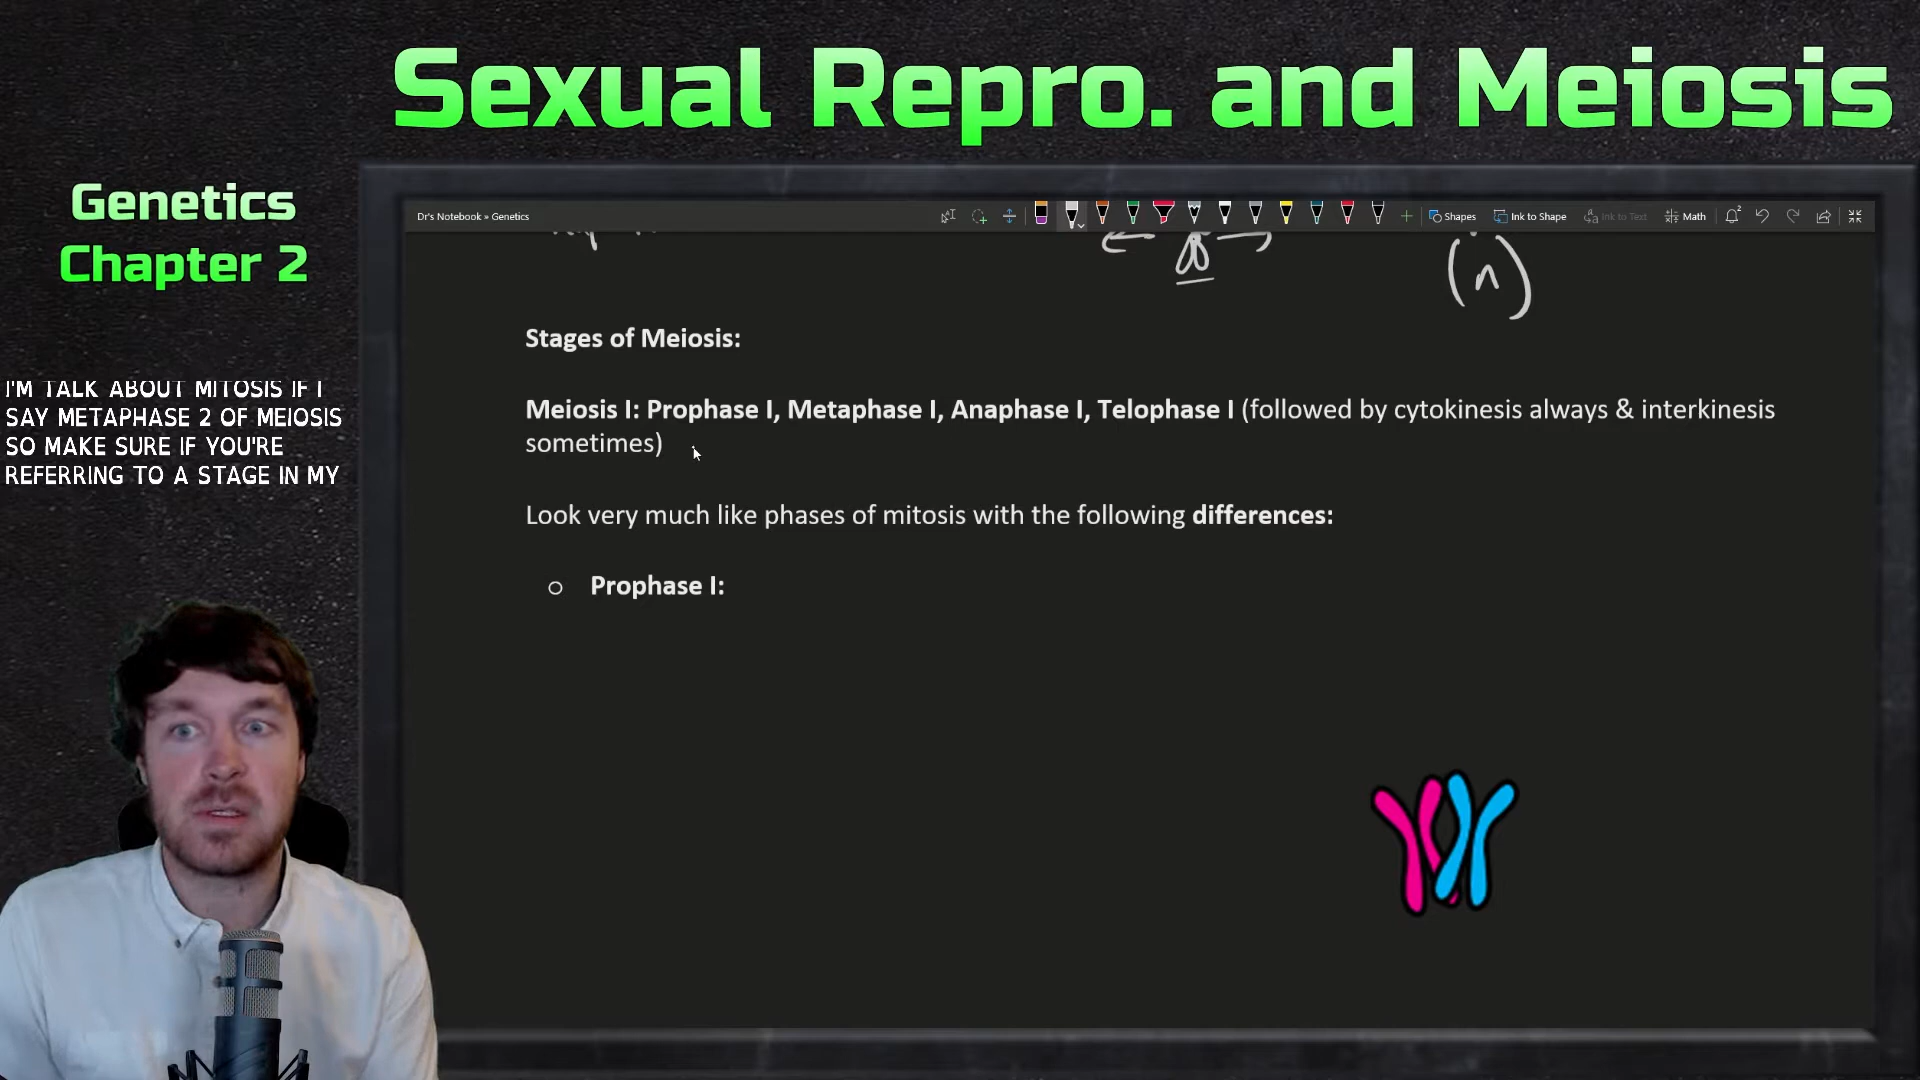 Sexual Repro. and Meiosis
Genetics
Chapter 2
I'M TALK ABOUT MITOSIS IF I
SAY METAPHASE 2 OF MEIOSIS
SO MAKE SURE IF YOU'RE
REFERRING TO A STAGE IN MY
Dr's Notebook » Genetics
Shapes
Ink to Shape
Ink to Text
Math
(n)
Stages of Meiosis:
Meiosis I: Prophase I, Metaphase I, Anaphase I, Telophase I (followed by cytokinesis always & interkinesis
sometimes)
Look very much like phases of mitosis with the following differences:
o Prophase I: